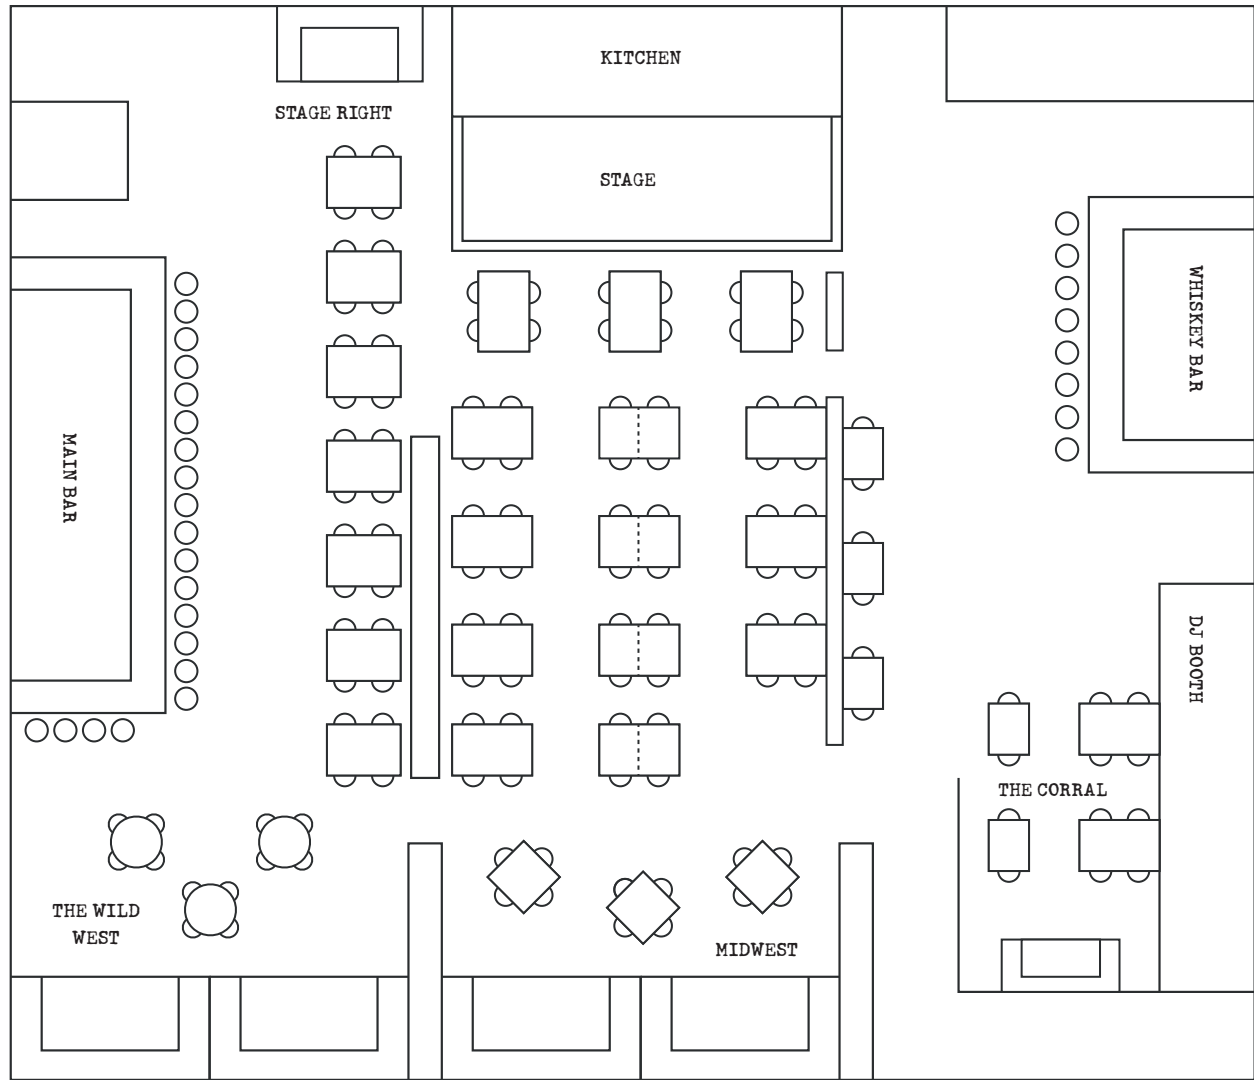 KITCHEN
STAGE RIGHT
STAGE
WHISKEY BAR
MAIN BAR
DJ BOOTH
THE CORRAL
THE WILD
WEST
MIDWEST